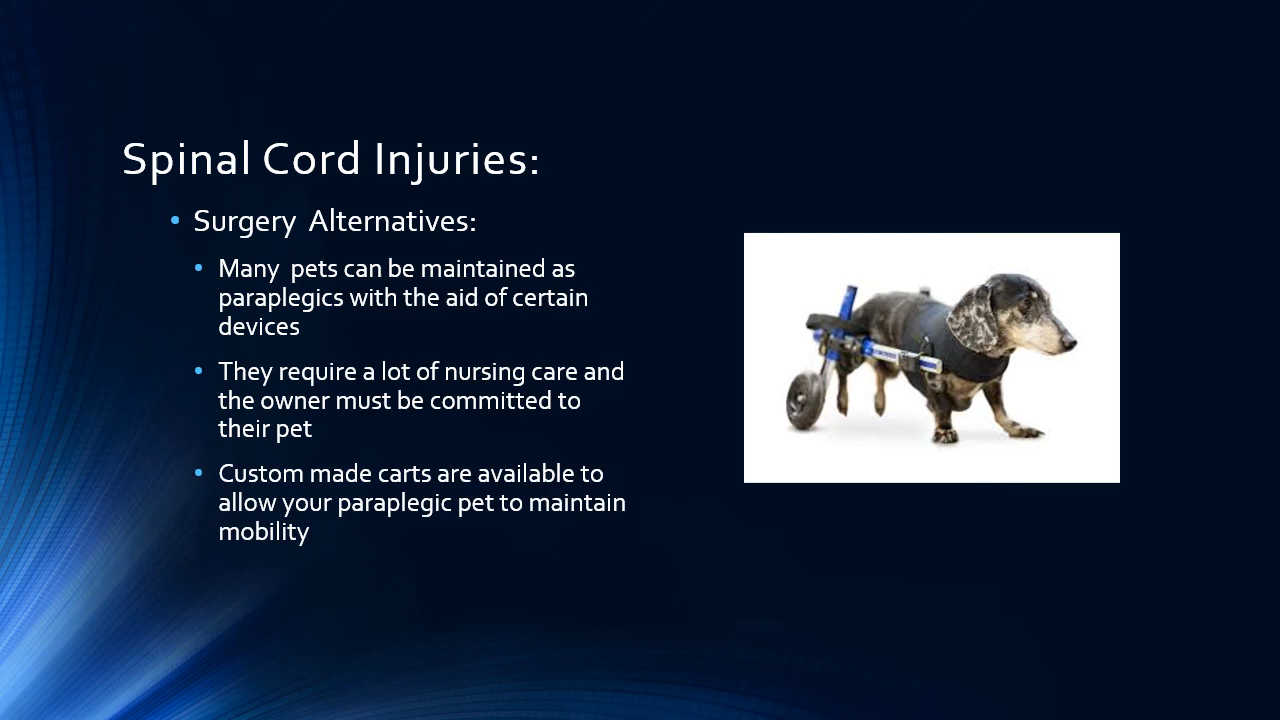 Spinal Cord Injuries:
• Surgery  Alternatives:
• Many  pets can be maintained as
paraplegics with the aid of certain
devices
• They require a lot of nursing care and
the owner must be committed to
their pet
• Custom made carts are available to
allow your paraplegic pet to maintain
mobility